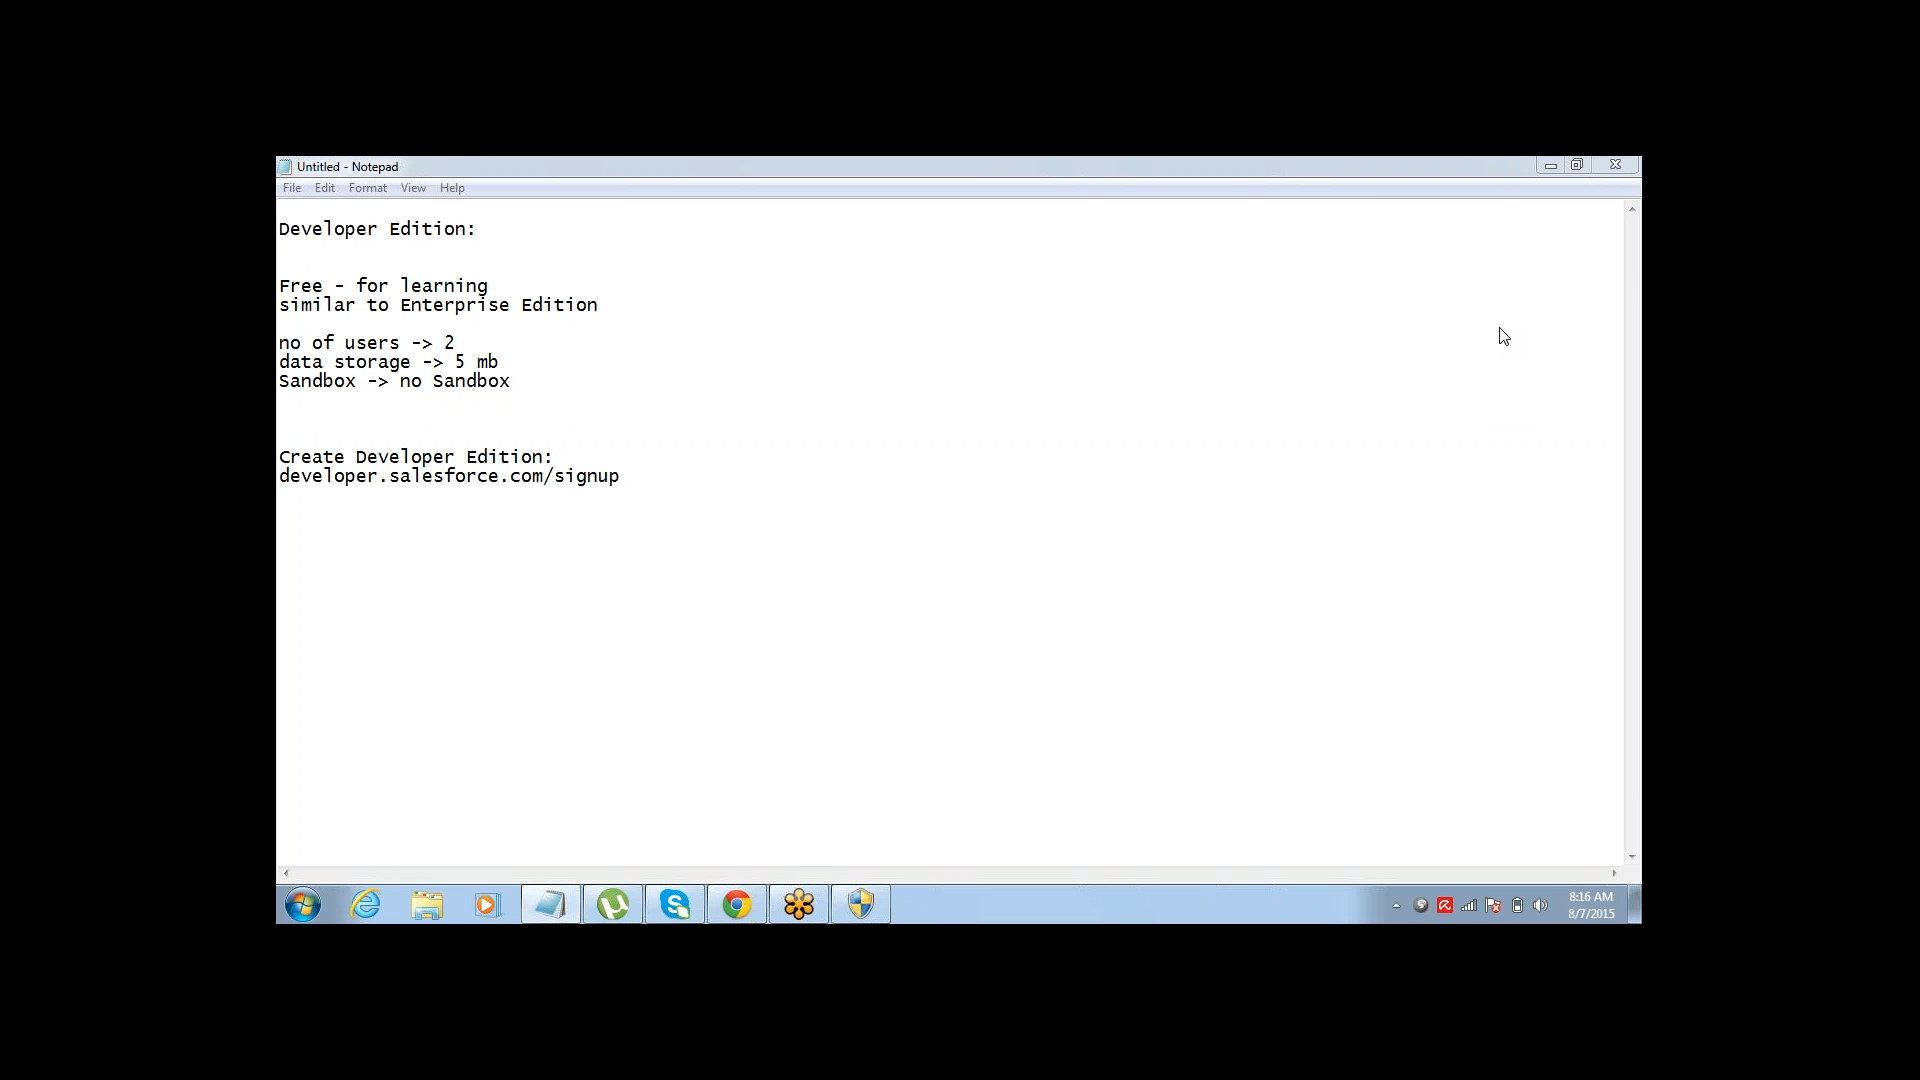 Untitled - Notepad
File Edit Format View Help
Developer Edition:
Free - for learning
similar to Enterprise Edition
no of users -> 2
data storage -> 5 mb
Sandbox -> no Sandbox
Create Developer Edition:
developer.salesforce.com/signup
8:16 AM
8/7/2015